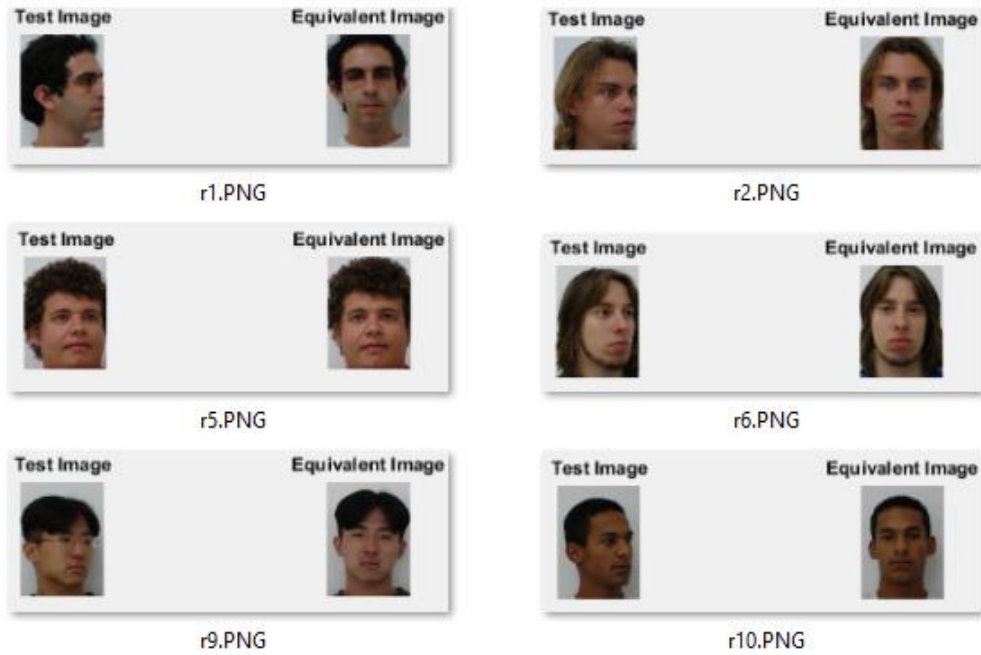 Test Image Equivalent Image
Test Image Equivalent Image
r1.PNG
r2.PNG
Test Image Equivalent Image
Test Image Equivalent Image
r5.PNG
r6.PNG
Test Image Equivalent Image
Test Image Equivalent Image
r9.PNG
r10.PNG